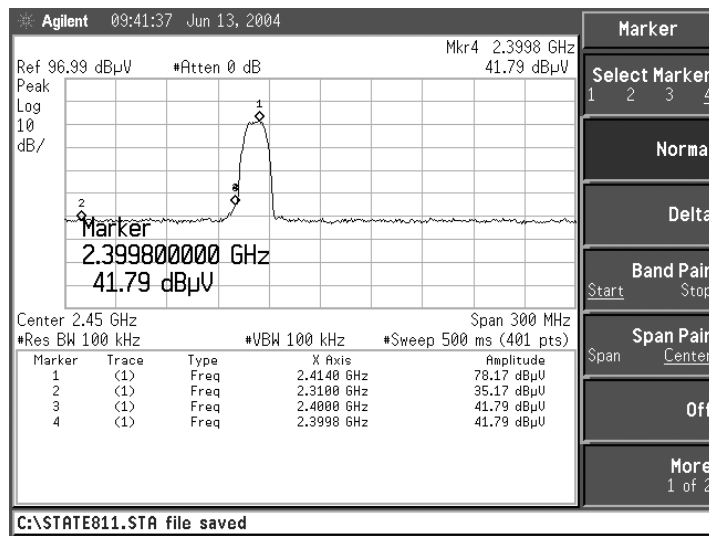 Agilent 09:41:37 Jun 13, 2004
Mkr4 2.3998 GHz
Ref 96.99 dBµV #Atten 0 dB 41.79 dBµV
Peak
Log
10
dB/
1
2
Marker
2.399800000 GHz
41.79 dBµV
Center 2.45 GHz Span 300 MHz
#Res BW 100 kHz #VBW 100 kHz #Sweep 500 ms (401 pts)
Marker Trace Type X Axis Amplitude
1 (1) Freq 2.4140 GHz 78.17 dBµV
2 (1) Freq 2.3100 GHz 35.17 dBµV
3 (1) Freq 2.4000 GHz 41.79 dBµV
4 (1) Freq 2.3998 GHz 41.79 dBµV
C:\STATE811.STA file saved
Marker
Select Marker
1 2 3 4
Norma
Delta
Band Pair
Start Stop
Span Pair
Span Center
Off
More
1 of 2